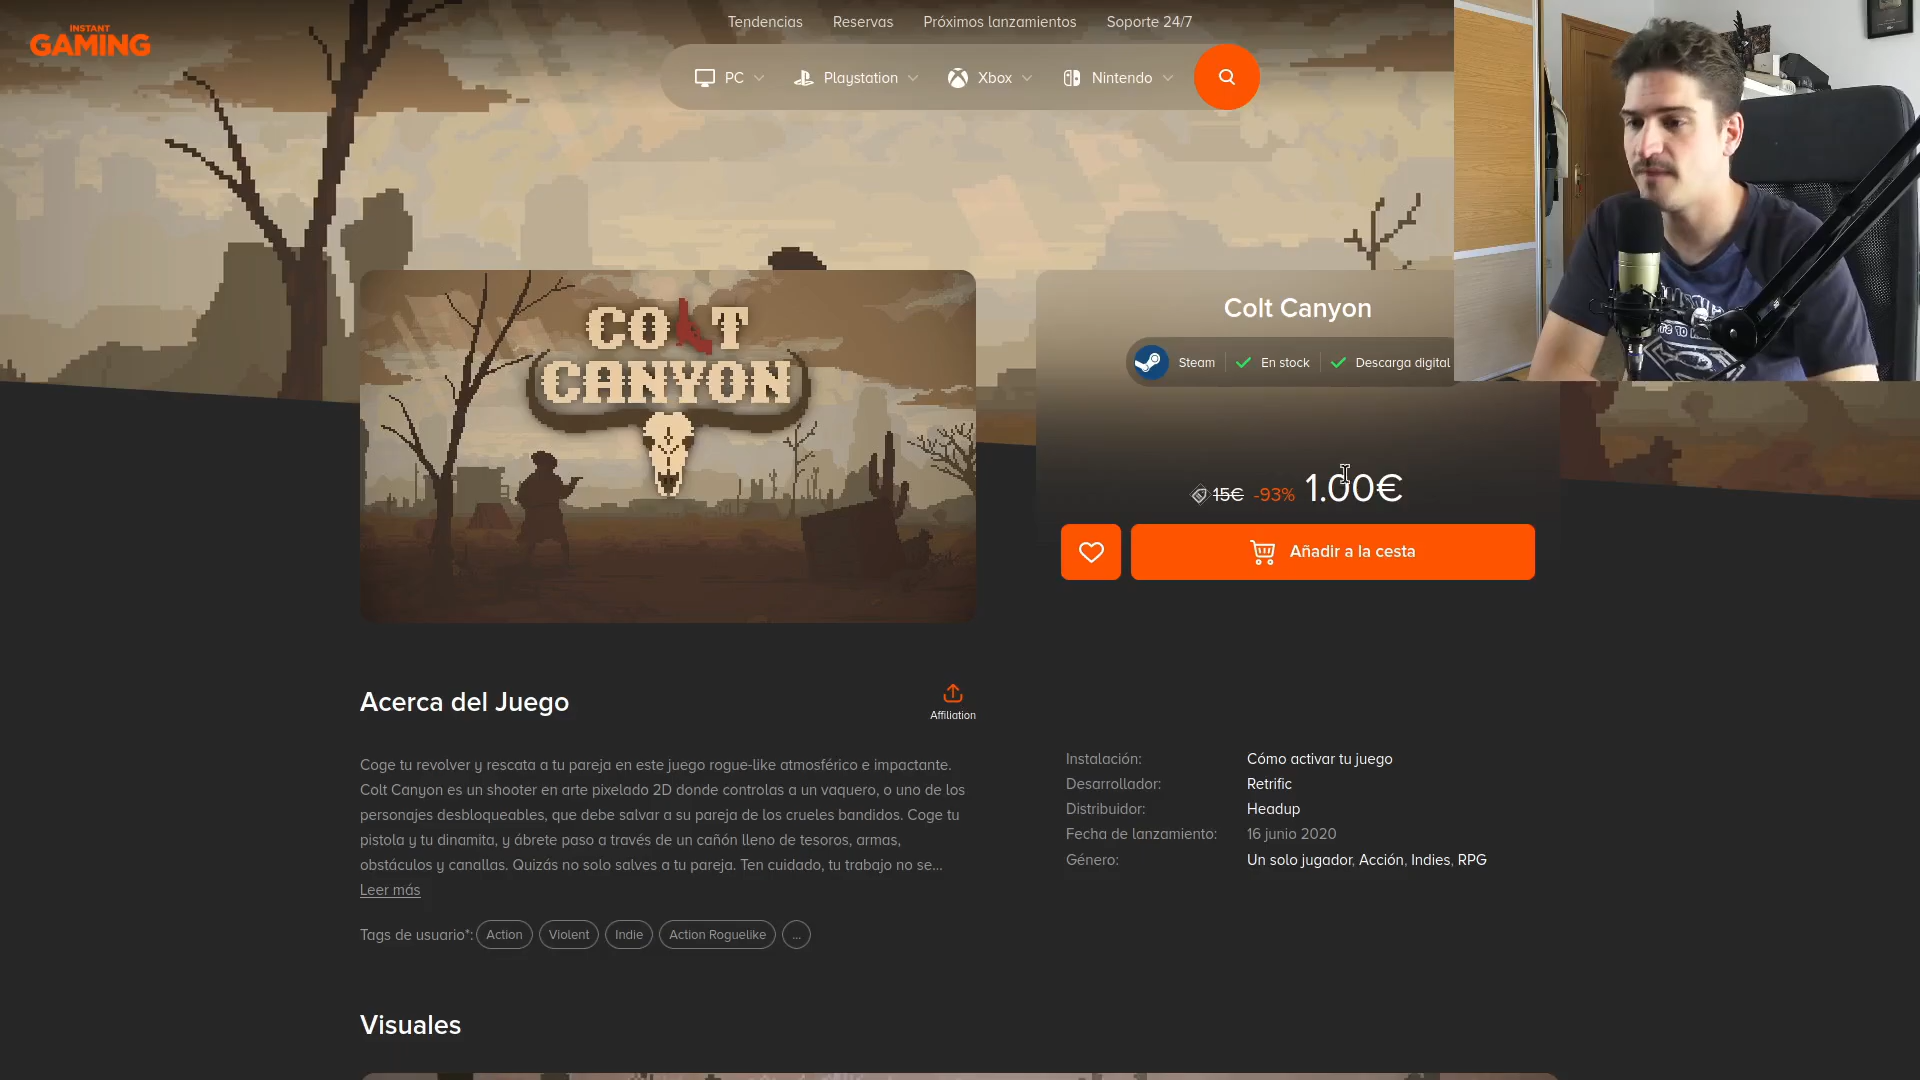 INSTANT
GAMING
Tendencias
Reservas
Próximos lanzamientos
Soporte 24/7
PC
Playstation
Xbox
Nintendo
COLT
CANYON
Colt Canyon
Steam
En stock
Descarga digital
15€ -93% 1.00€
Añadir a la cesta
Acerca del Juego
Affiliation
Coge tu revolver y rescata a tu pareja en este juego rogue-like atmosférico e impactante.
Colt Canyon es un shooter en arte pixelado 2D donde controlas a un vaquero, o uno de los
personajes desbloqueables, que debe salvar a su pareja de los crueles bandidos. Coge tu
pistola y tu dinamita, y ábrete paso a través de un cañón lleno de tesoros, armas,
obstáculos y canallas. Quizás no solo salves a tu pareja. Ten cuidado, tu trabajo no se...
Leer más
Tags de usuario*: Action Violent Indie Action Roguelike ...
Instalación: Cómo activar tu juego
Desarrollador: Retrific
Distribuidor: Headup
Fecha de lanzamiento: 16 junio 2020
Género: Un solo jugador, Acción, Indies, RPG
Visuales